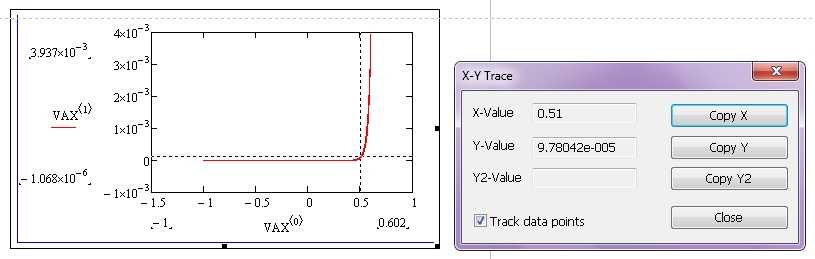 4×10⁻³
3.937×10⁻³
3×10⁻³
2×10⁻³
VAX⟨1⟩
1×10⁻³
0
-1.068×10⁻⁶
-1×10⁻³
-1.5 -1 -0.5 0 0.5 1
-1 VAX⟨0⟩ 0.602
X-Y Trace
X-Value 0.51 Copy X
Y-Value 9.78042e-005 Copy Y
Y2-Value Copy Y2
Track data points Close